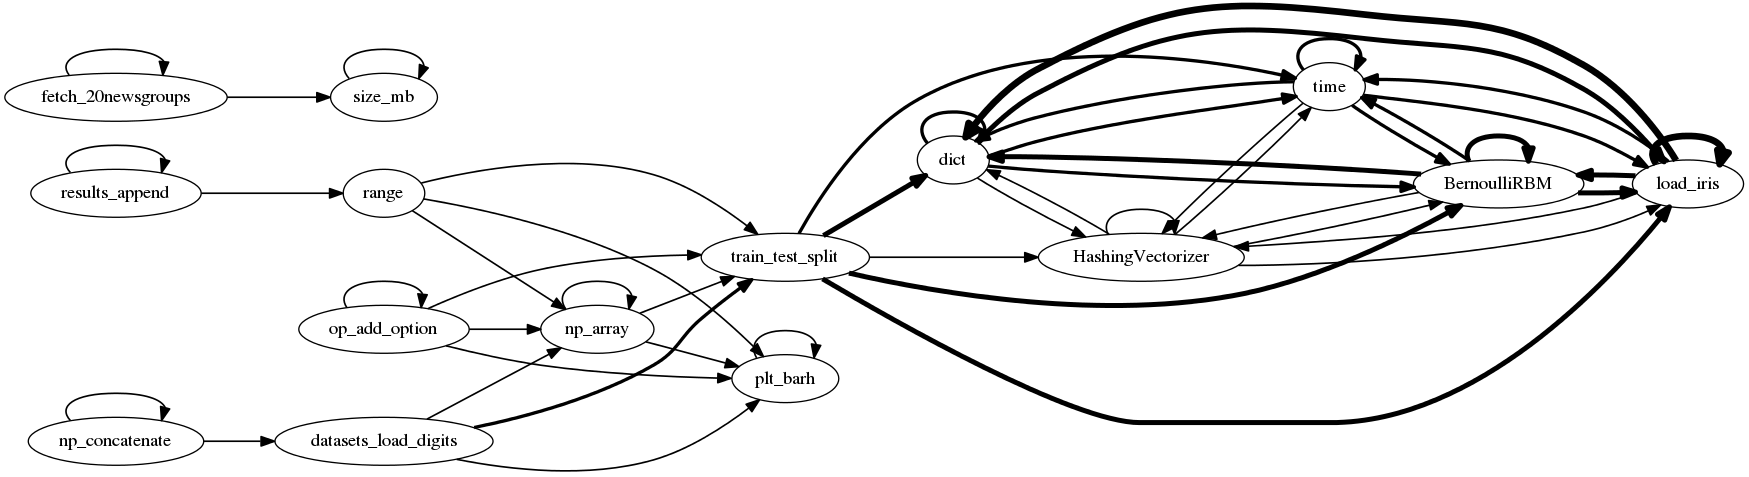 fetch_20newsgroups
size_mb
time
dict
results_append
range
BernoulliRBM
load_iris
train_test_split
HashingVectorizer
op_add_option
np_array
plt_barh
np_concatenate
datasets_load_digits